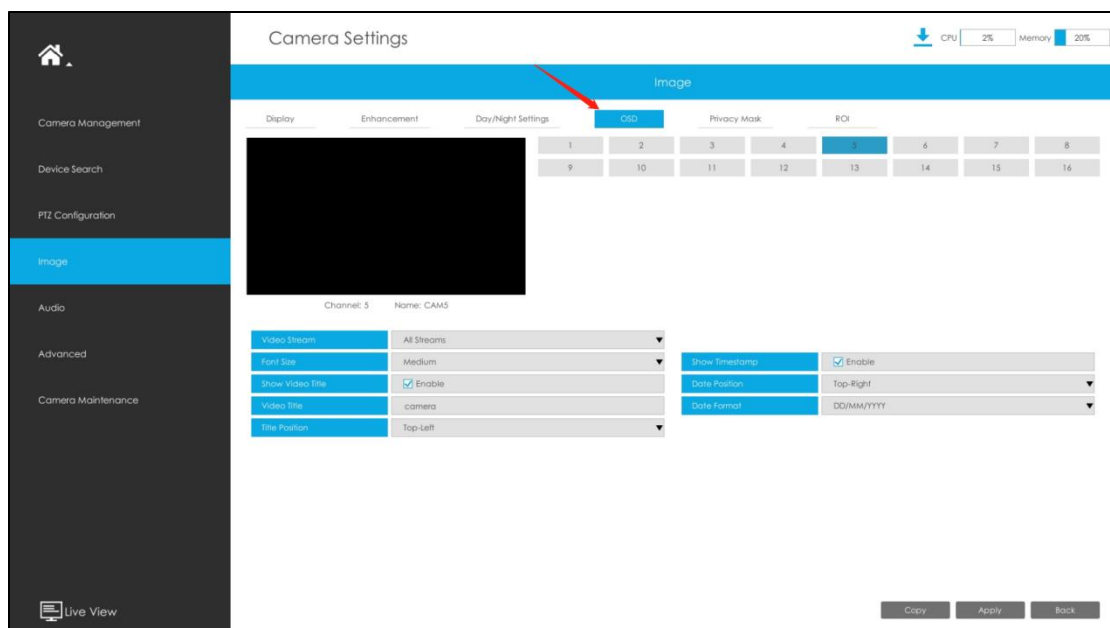 Camera Settings
CPU 2% Memory 20%
Image
Camera Management
Device Search
PTZ Configuration
Image
Audio
Advanced
Camera Maintenance
Live View
Display Enhancement Day/Night Settings OSD Privacy Mask ROI
1 2 3 4 5 6 7 8
9 10 11 12 13 14 15 16
Channel: 5 Name: CAM5
Video Stream All Streams
Font Size Medium Show Timestamp Enable
Show Video Title Enable Date Position Top-Right
Video Title camera Date Format DD/MM/YYYY
Title Position Top-Left
Copy Apply Back